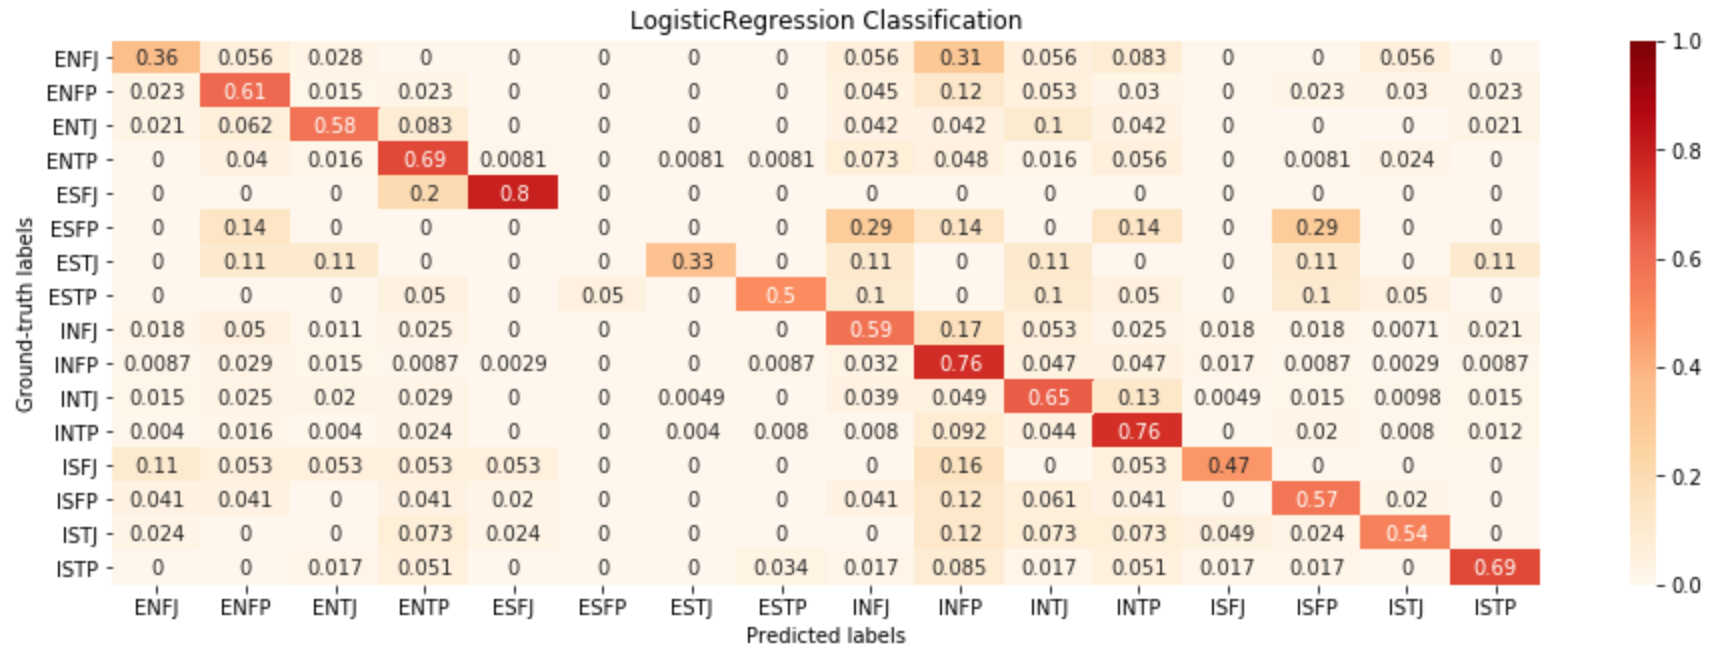 LogisticRegression Classification
ENFJ 0.36 0.056 0.028 0 0 0 0 0 0.056 0.31 0.056 0.083 0 0 0.056 0
ENFP 0.023 0.61 0.015 0.023 0 0 0 0 0.045 0.12 0.053 0.03 0 0.023 0.03 0.023
ENTJ 0.021 0.062 0.58 0.083 0 0 0 0 0.042 0.042 0.1 0.042 0 0 0 0.021
ENTP 0 0.04 0.016 0.69 0.0081 0 0.0081 0.0081 0.073 0.048 0.016 0.056 0 0.0081 0.024 0
ESFJ 0 0 0 0.2 0.8 0 0 0 0 0 0 0 0 0 0 0
ESFP 0 0.14 0 0 0 0 0 0 0.29 0.14 0 0.14 0 0.29 0 0
ESTJ 0 0.11 0.11 0 0 0 0.33 0 0.11 0 0.11 0 0 0.11 0 0.11
ESTP 0 0 0 0.05 0 0.05 0 0.5 0.1 0 0.1 0.05 0 0.1 0.05 0
INFJ 0.018 0.05 0.011 0.025 0 0 0 0 0.59 0.17 0.053 0.025 0.018 0.018 0.0071 0.021
INFP 0.0087 0.029 0.015 0.0087 0.0029 0 0 0.0087 0.032 0.76 0.047 0.047 0.017 0.0087 0.0029 0.0087
INTJ 0.015 0.025 0.02 0.029 0 0 0.0049 0 0.039 0.049 0.65 0.13 0.0049 0.015 0.0098 0.015
INTP 0.004 0.016 0.004 0.024 0 0 0.004 0.008 0.008 0.092 0.044 0.76 0 0.02 0.008 0.012
ISFJ 0.11 0.053 0.053 0.053 0.053 0 0 0 0 0.16 0 0.053 0.47 0 0 0
ISFP 0.041 0.041 0 0.041 0.02 0 0 0 0.041 0.12 0.061 0.041 0 0.57 0.02 0
ISTJ 0.024 0 0 0.073 0.024 0 0 0 0 0.12 0.073 0.073 0.049 0.024 0.54 0
ISTP 0 0 0.017 0.051 0 0 0 0.034 0.017 0.085 0.017 0.051 0.017 0.017 0 0.69
ENFJ ENFP ENTJ ENTP ESFJ ESFP ESTJ ESTP INFJ INFP INTJ INTP ISFJ ISFP ISTJ ISTP
Predicted labels
Ground-truth labels
1.0
0.8
0.6
0.4
0.2
0.0